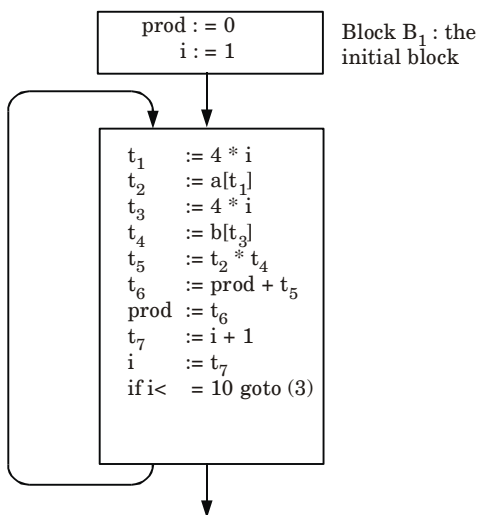 prod : = 0
i : = 1
Block B₁ : the
initial block
t₁ := 4 * i
t₂ := a[t₁]
t₃ := 4 * i
t₄ := b[t₃]
t₅ := t₂ * t₄
t₆ := prod + t₅
prod := t₆
t₇ := i + 1
i := t₇
if i< = 10 goto (3)